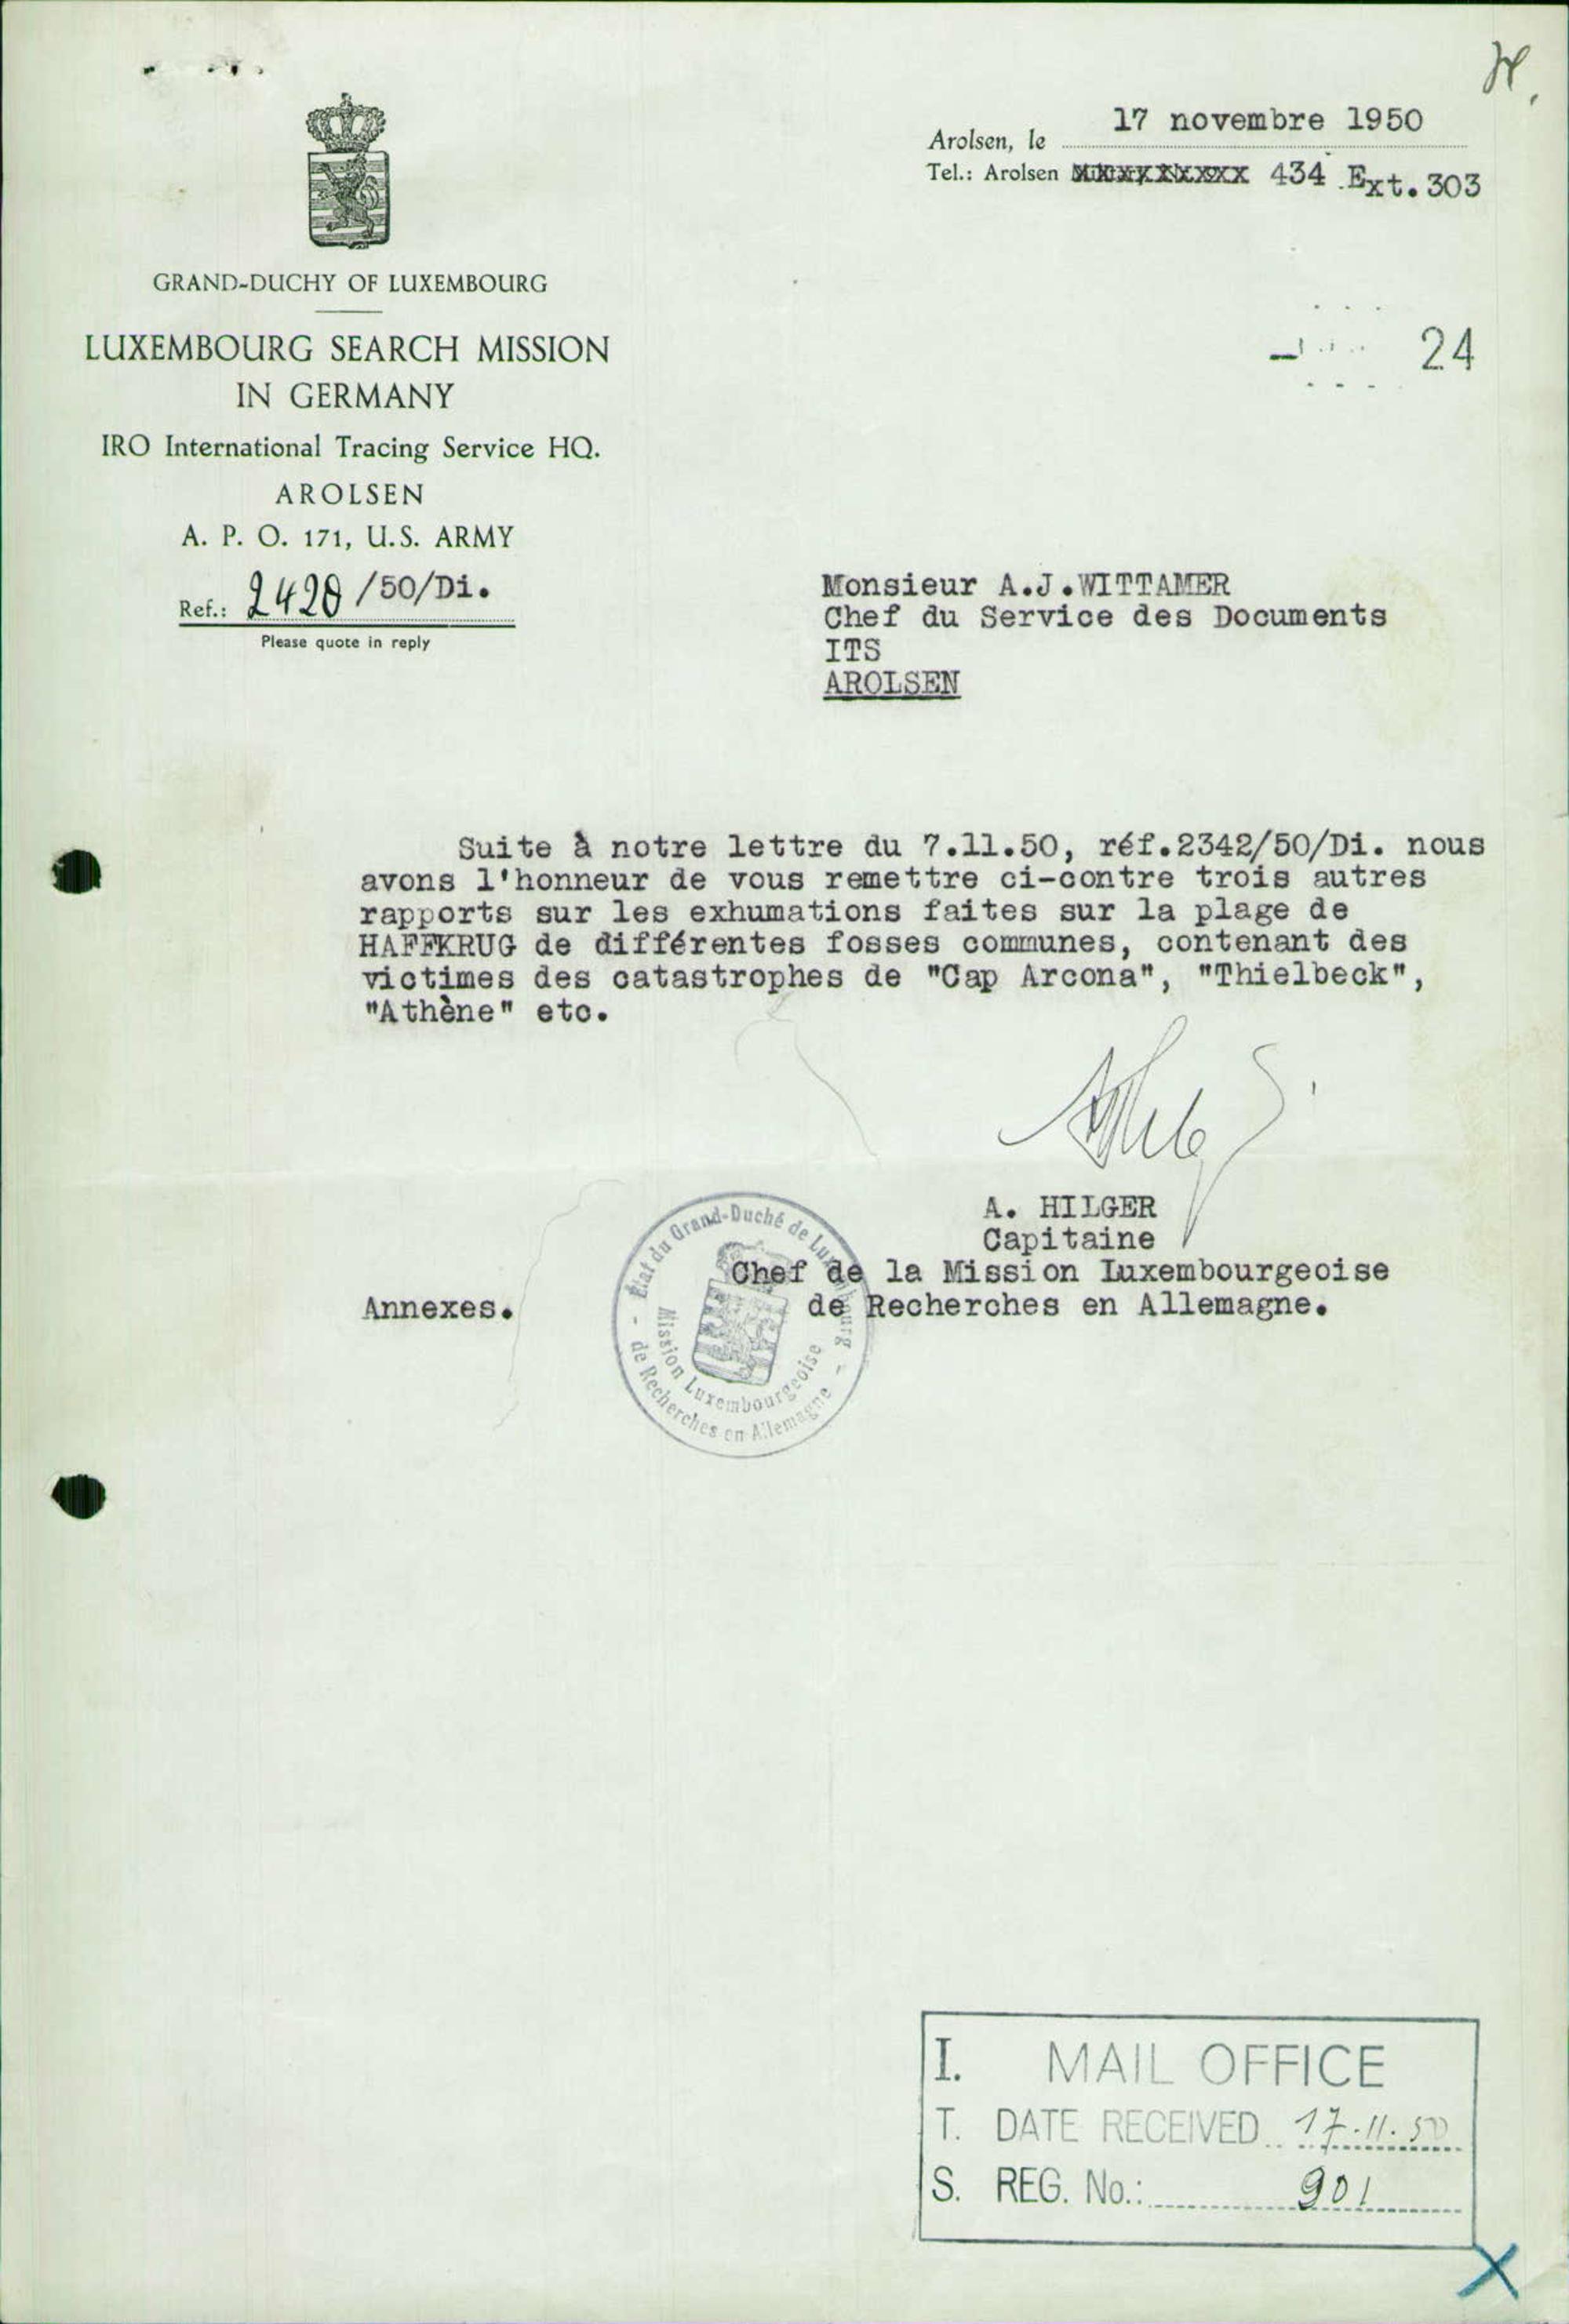 Arolsen, le 17 novembre 1950
Tel.: Arolsen 434 Ext. 303
GRAND-DUCHY OF LUXEMBOURG
LUXEMBOURG SEARCH MISSION
IN GERMANY
IRO International Tracing Service HQ.
AROLSEN
A. P. O. 171, U.S. ARMY
Ref.: 2428 /50/Di.
Please quote in reply
24
Monsieur A.J.WITTAMER
Chef du Service des Documents
ITS
AROLSEN
Suite à notre lettre du 7.11.50, réf.2342/50/Di. nous
avons l'honneur de vous remettre ci-contre trois autres
rapports sur les exhumations faites sur la plage de
HAFFKRUG de différentes fosses communes, contenant des
victimes des catastrophes de "Cap Arcona", "Thielbeck",
"Athène" etc.
A. HILGER
Capitaine
Chef de la Mission Luxembourgeoise
de Recherches en Allemagne.
Annexes.
- Etat du Grand-Duché de Luxembourg -
Mission Luxembourgeoise
de Recherches en Allemagne
I. MAIL OFFICE
T. DATE RECEIVED 17.11.50
S. REG. No.: 901